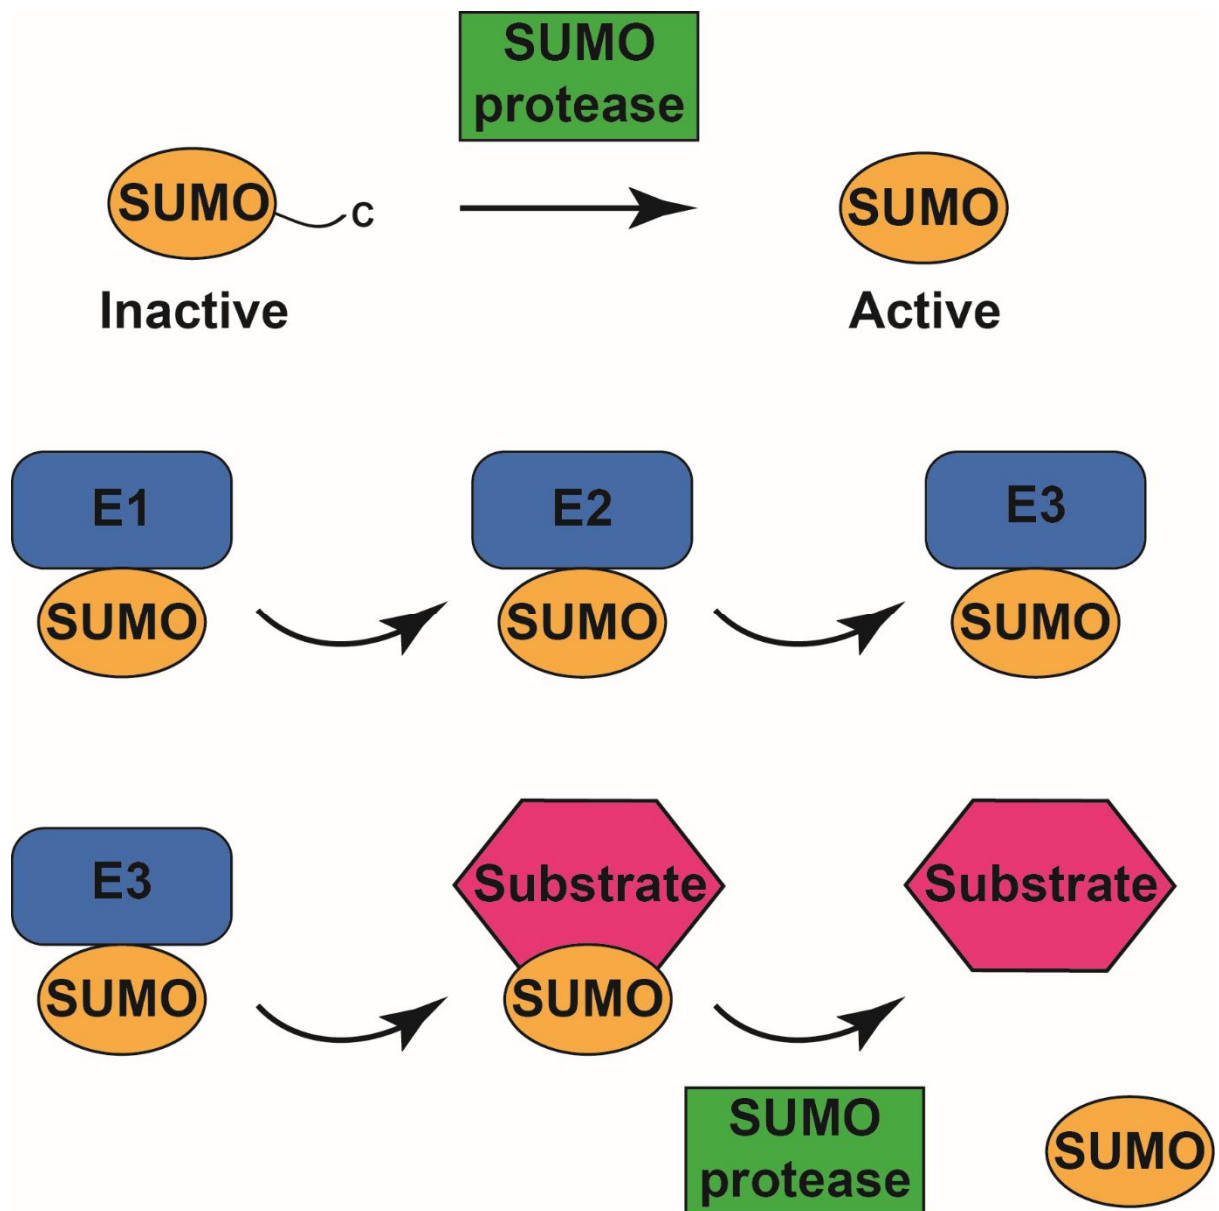 SUMO
protease
SUMO
C
SUMO
Inactive
Active
E1
E2
E3
SUMO
SUMO
SUMO
E3
Substrate
Substrate
SUMO
SUMO
SUMO
protease
SUMO